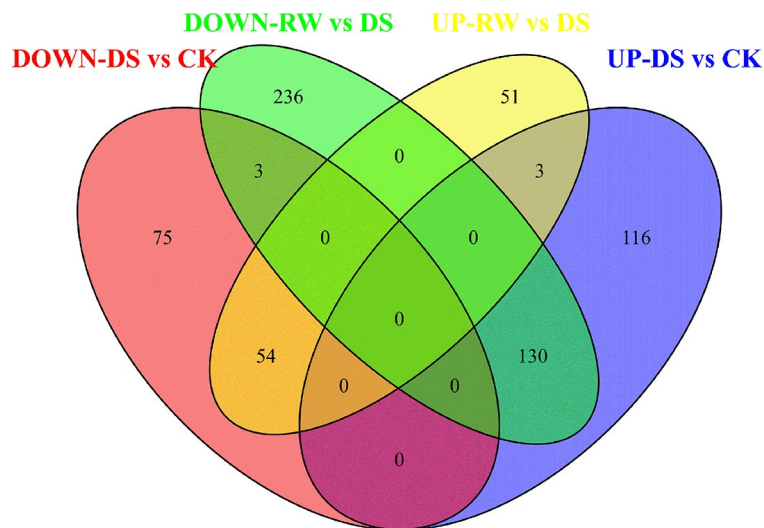 DOWN-RW vs DS UP-RW vs DS
DOWN-DS vs CK UP-DS vs CK
236 51
0
3 3
75 0 0 116
0
54 130
0 0
0